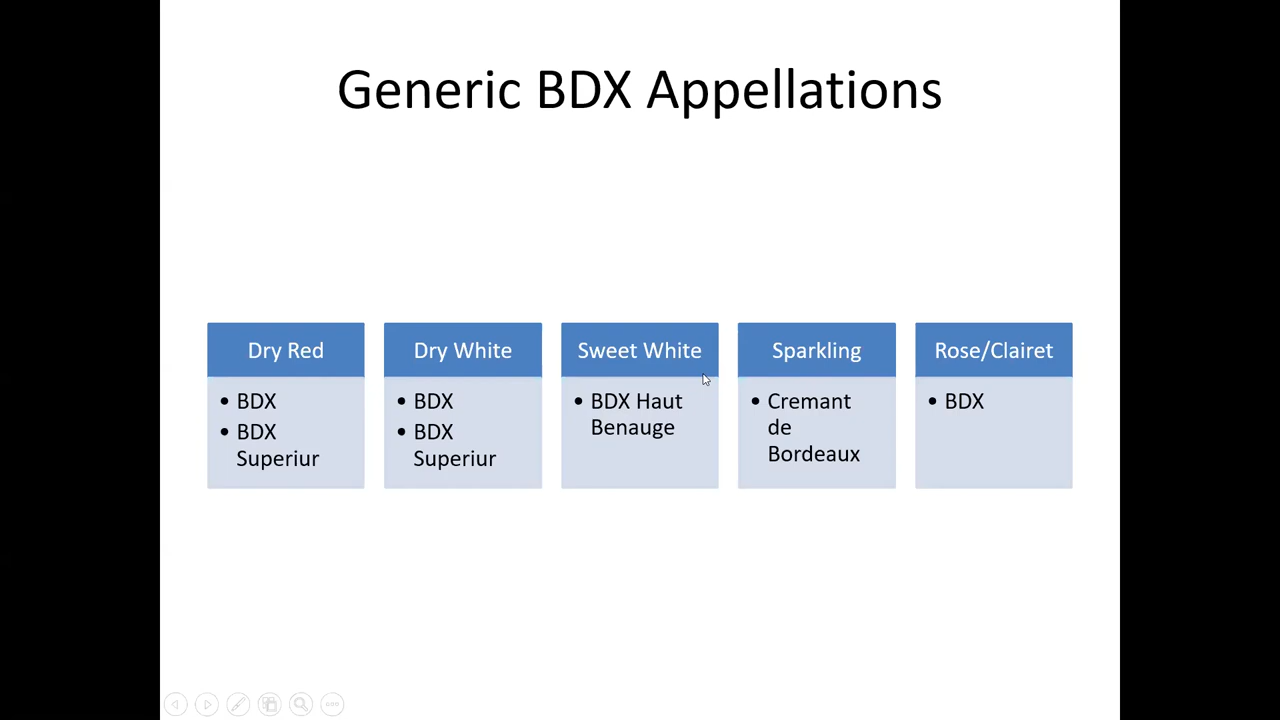 Generic BDX Appellations
Dry Red
• BDX
• BDX
Superiur
Dry White
• BDX
• BDX
Superiur
Sweet White
• BDX Haut
Benauge
Sparkling
• Cremant
de
Bordeaux
Rose/Clairet
• BDX